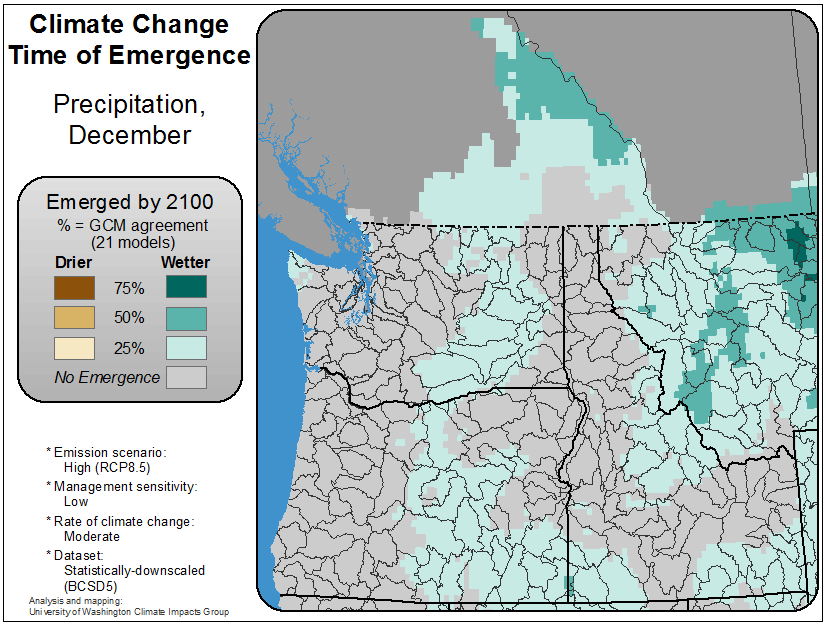 Climate Change
Time of Emergence
Precipitation,
December
Emerged by 2100
% = GCM agreement
(21 models)
Drier Wetter
75%
50%
25%
No Emergence
* Emission scenario:
High (RCP8.5)
* Management sensitivity:
Low
* Rate of climate change:
Moderate
* Dataset:
Statistically-downscaled
(BCSD5)
Analysis and mapping:
University of Washington Climate Impacts Group